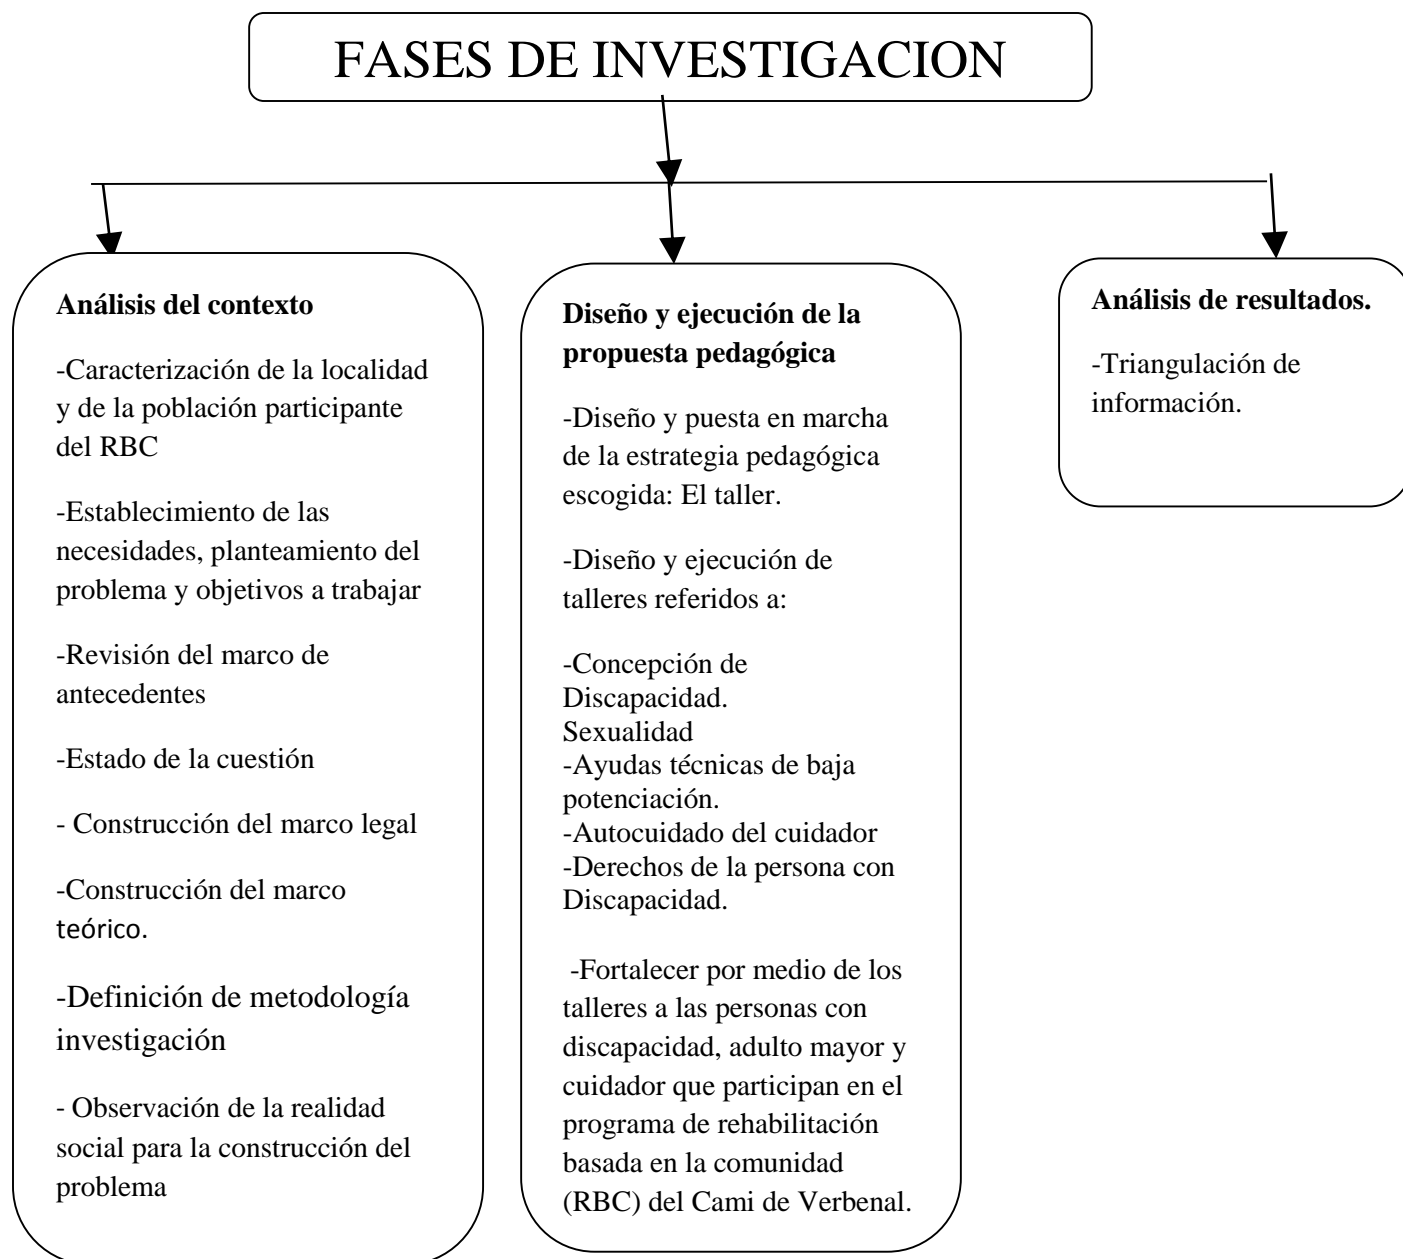 FASES DE INVESTIGACION
Análisis del contexto
-Caracterización de la localidad
y de la población participante
del RBC
-Establecimiento de las
necesidades, planteamiento del
problema y objetivos a trabajar
-Revisión del marco de
antecedentes
-Estado de la cuestión
- Construcción del marco legal
-Construcción del marco
teórico.
-Definición de metodología
investigación
- Observación de la realidad
social para la construcción del
problema
Diseño y ejecución de la
propuesta pedagógica
-Diseño y puesta en marcha
de la estrategia pedagógica
escogida: El taller.
-Diseño y ejecución de
talleres referidos a:
-Concepción de
Discapacidad.
Sexualidad
-Ayudas técnicas de baja
potenciación.
-Autocuidado del cuidador
-Derechos de la persona con
Discapacidad.
-Fortalecer por medio de los
talleres a las personas con
discapacidad, adulto mayor y
cuidador que participan en el
programa de rehabilitación
basada en la comunidad
(RBC) del Cami de Verbenal.
Análisis de resultados.
-Triangulación de
información.